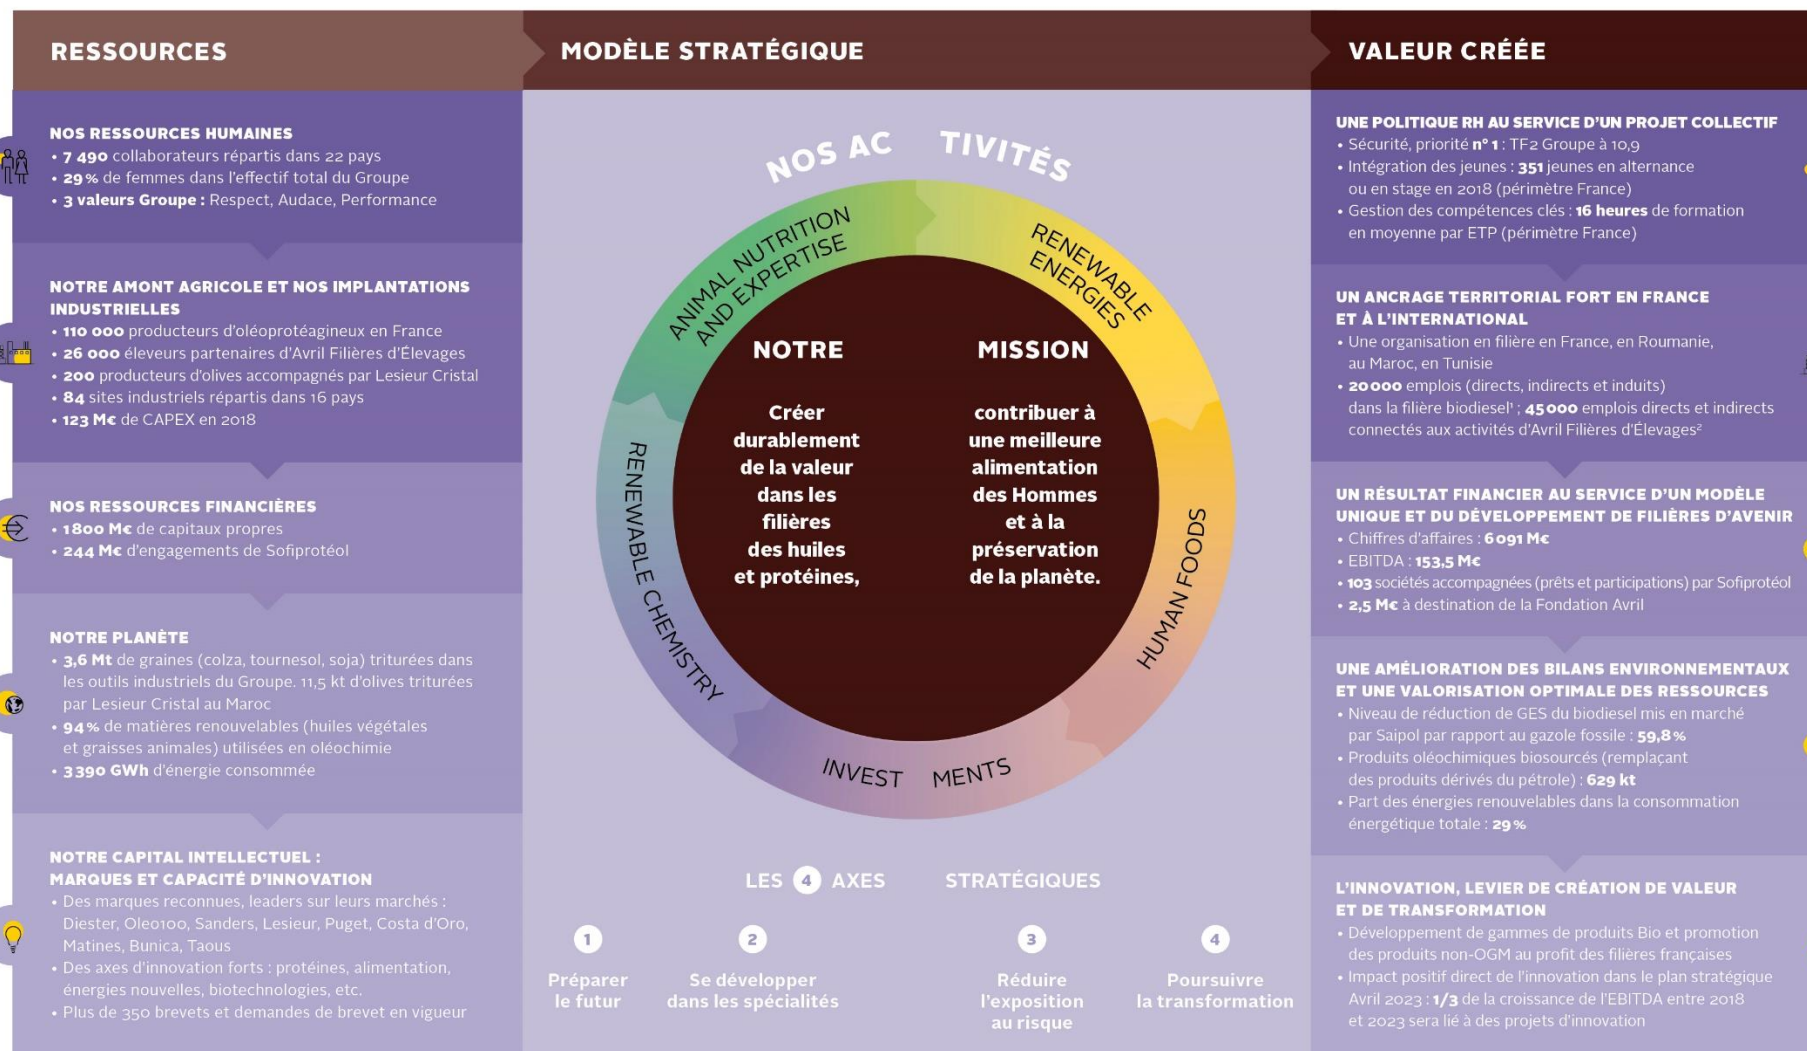 RESSOURCES
NOS RESSOURCES HUMAINES
• 7 490 collaborateurs répartis dans 22 pays
• 29 % de femmes dans l'effectif total du Groupe
• 3 valeurs Groupe : Respect, Audace, Performance
NOTRE AMONT AGRICOLE ET NOS IMPLANTATIONS
INDUSTRIELLES
• 110 000 producteurs d'oléoprotéagineux en France
• 26 000 éleveurs partenaires d'Avril Filières d'Élevages
• 200 producteurs d'olives accompagnés par Lesieur Cristal
• 84 sites industriels répartis dans 16 pays
• 123 M€ de CAPEX en 2018
NOS RESSOURCES FINANCIÈRES
• 1 800 M€ de capitaux propres
• 244 M€ d'engagements de Sofiprotéol
NOTRE PLANÈTE
• 3,6 Mt de graines (colza, tournesol, soja) triturées dans
les outils industriels du Groupe. 11,5 kt d'olives triturées
par Lesieur Cristal au Maroc
• 94 % de matières renouvelables (huiles végétales
et graisses animales) utilisées en oléochimie
• 3 390 GWh d'énergie consommée
NOTRE CAPITAL INTELLECTUEL :
MARQUES ET CAPACITÉ D'INNOVATION
• Des marques reconnues, leaders sur leurs marchés :
Diester, Oleo100, Sanders, Lesieur, Puget, Costa d'Oro,
Matines, Bunica, Taous
• Des axes d'innovation forts : protéines, alimentation,
énergies nouvelles, biotechnologies, etc.
• Plus de 350 brevets et demandes de brevet en vigueur
MODÈLE STRATÉGIQUE
NOS AC TIVITÉS
ANIMAL NUTRITION
AND EXPERTISE
RENEWABLE
ENERGIES
HUMAN FOODS
INVEST MENTS
RENEWABLE CHEMISTRY
NOTRE MISSION
Créer
durablement
de la valeur
dans les
filières
des huiles
et protéines,
contribuer à
une meilleure
alimentation
des Hommes
et à la
préservation
de la planète.
LES 4 AXES STRATÉGIQUES
1
Préparer
le futur
2
Se développer
dans les spécialités
3
Réduire
l'exposition
au risque
4
Poursuivre
la transformation
VALEUR CRÉÉE
UNE POLITIQUE RH AU SERVICE D'UN PROJET COLLECTIF
• Sécurité, priorité n° 1 : TF2 Groupe à 10,9
• Intégration des jeunes : 351 jeunes en alternance
ou en stage en 2018 (périmètre France)
• Gestion des compétences clés : 16 heures de formation
en moyenne par ETP (périmètre France)
UN ANCRAGE TERRITORIAL FORT EN FRANCE
ET À L'INTERNATIONAL
• Une organisation en filière en France, en Roumanie,
au Maroc, en Tunisie
• 20 000 emplois (directs, indirects et induits)
dans la filière biodiesel¹ ; 45 000 emplois directs et indirects
connectés aux activités d'Avril Filières d'Élevages²
UN RÉSULTAT FINANCIER AU SERVICE D'UN MODÈLE
UNIQUE ET DU DÉVELOPPEMENT DE FILIÈRES D'AVENIR
• Chiffres d'affaires : 6 091 M€
• EBITDA : 153,5 M€
• 103 sociétés accompagnées (prêts et participations) par Sofiprotéol
• 2,5 M€ à destination de la Fondation Avril
UNE AMÉLIORATION DES BILANS ENVIRONNEMENTAUX
ET UNE VALORISATION OPTIMALE DES RESSOURCES
• Niveau de réduction de GES du biodiesel mis en marché
par Saipol par rapport au gazole fossile : 59,8 %
• Produits oléochimiques biosourcés (remplaçant
des produits dérivés du pétrole) : 629 kt
• Part des énergies renouvelables dans la consommation
énergétique totale : 29 %
L'INNOVATION, LEVIER DE CRÉATION DE VALEUR
ET DE TRANSFORMATION
• Développement de gammes de produits Bio et promotion
des produits non-OGM au profit des filières françaises
• Impact positif direct de l'innovation dans le plan stratégique
Avril 2023 : 1/3 de la croissance de l'EBITDA entre 2018
et 2023 sera lié à des projets d'innovation